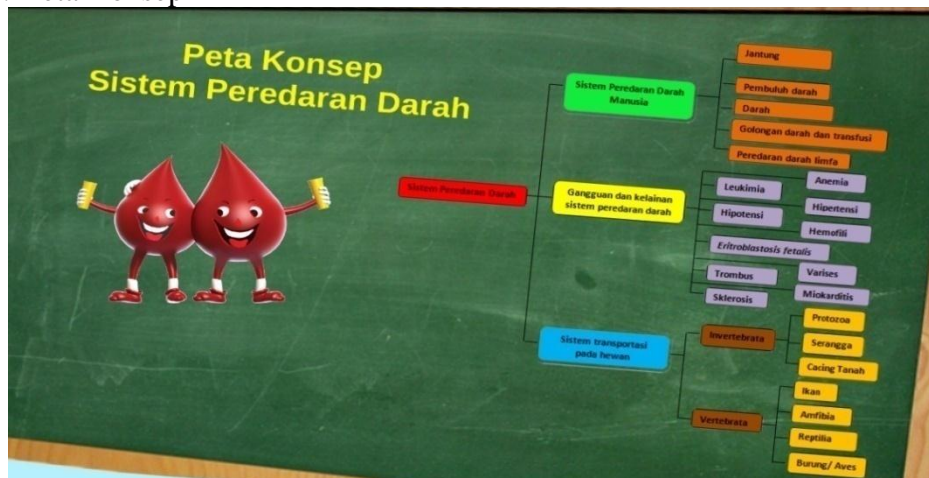 Peta Konsep
Sistem Peredaran Darah
Sistem Peredaran Darah
Sistem Peredaran Darah
Manusia
Jantung
Pembuluh darah
Darah
Golongan darah dan transfusi
Peredaran darah limfa
Gangguan dan kelainan
sistem peredaran darah
Leukimia
Anemia
Hipotensi
Hipertensi
Hemofili
Eritroblastosis fetalis
Trombus
Varises
Sklerosis
Miokarditis
Sistem transportasi
pada hewan
Invertebrata
Protozoa
Serangga
Cacing Tanah
Vertebrata
Ikan
Amfibia
Reptilia
Burung/ Aves